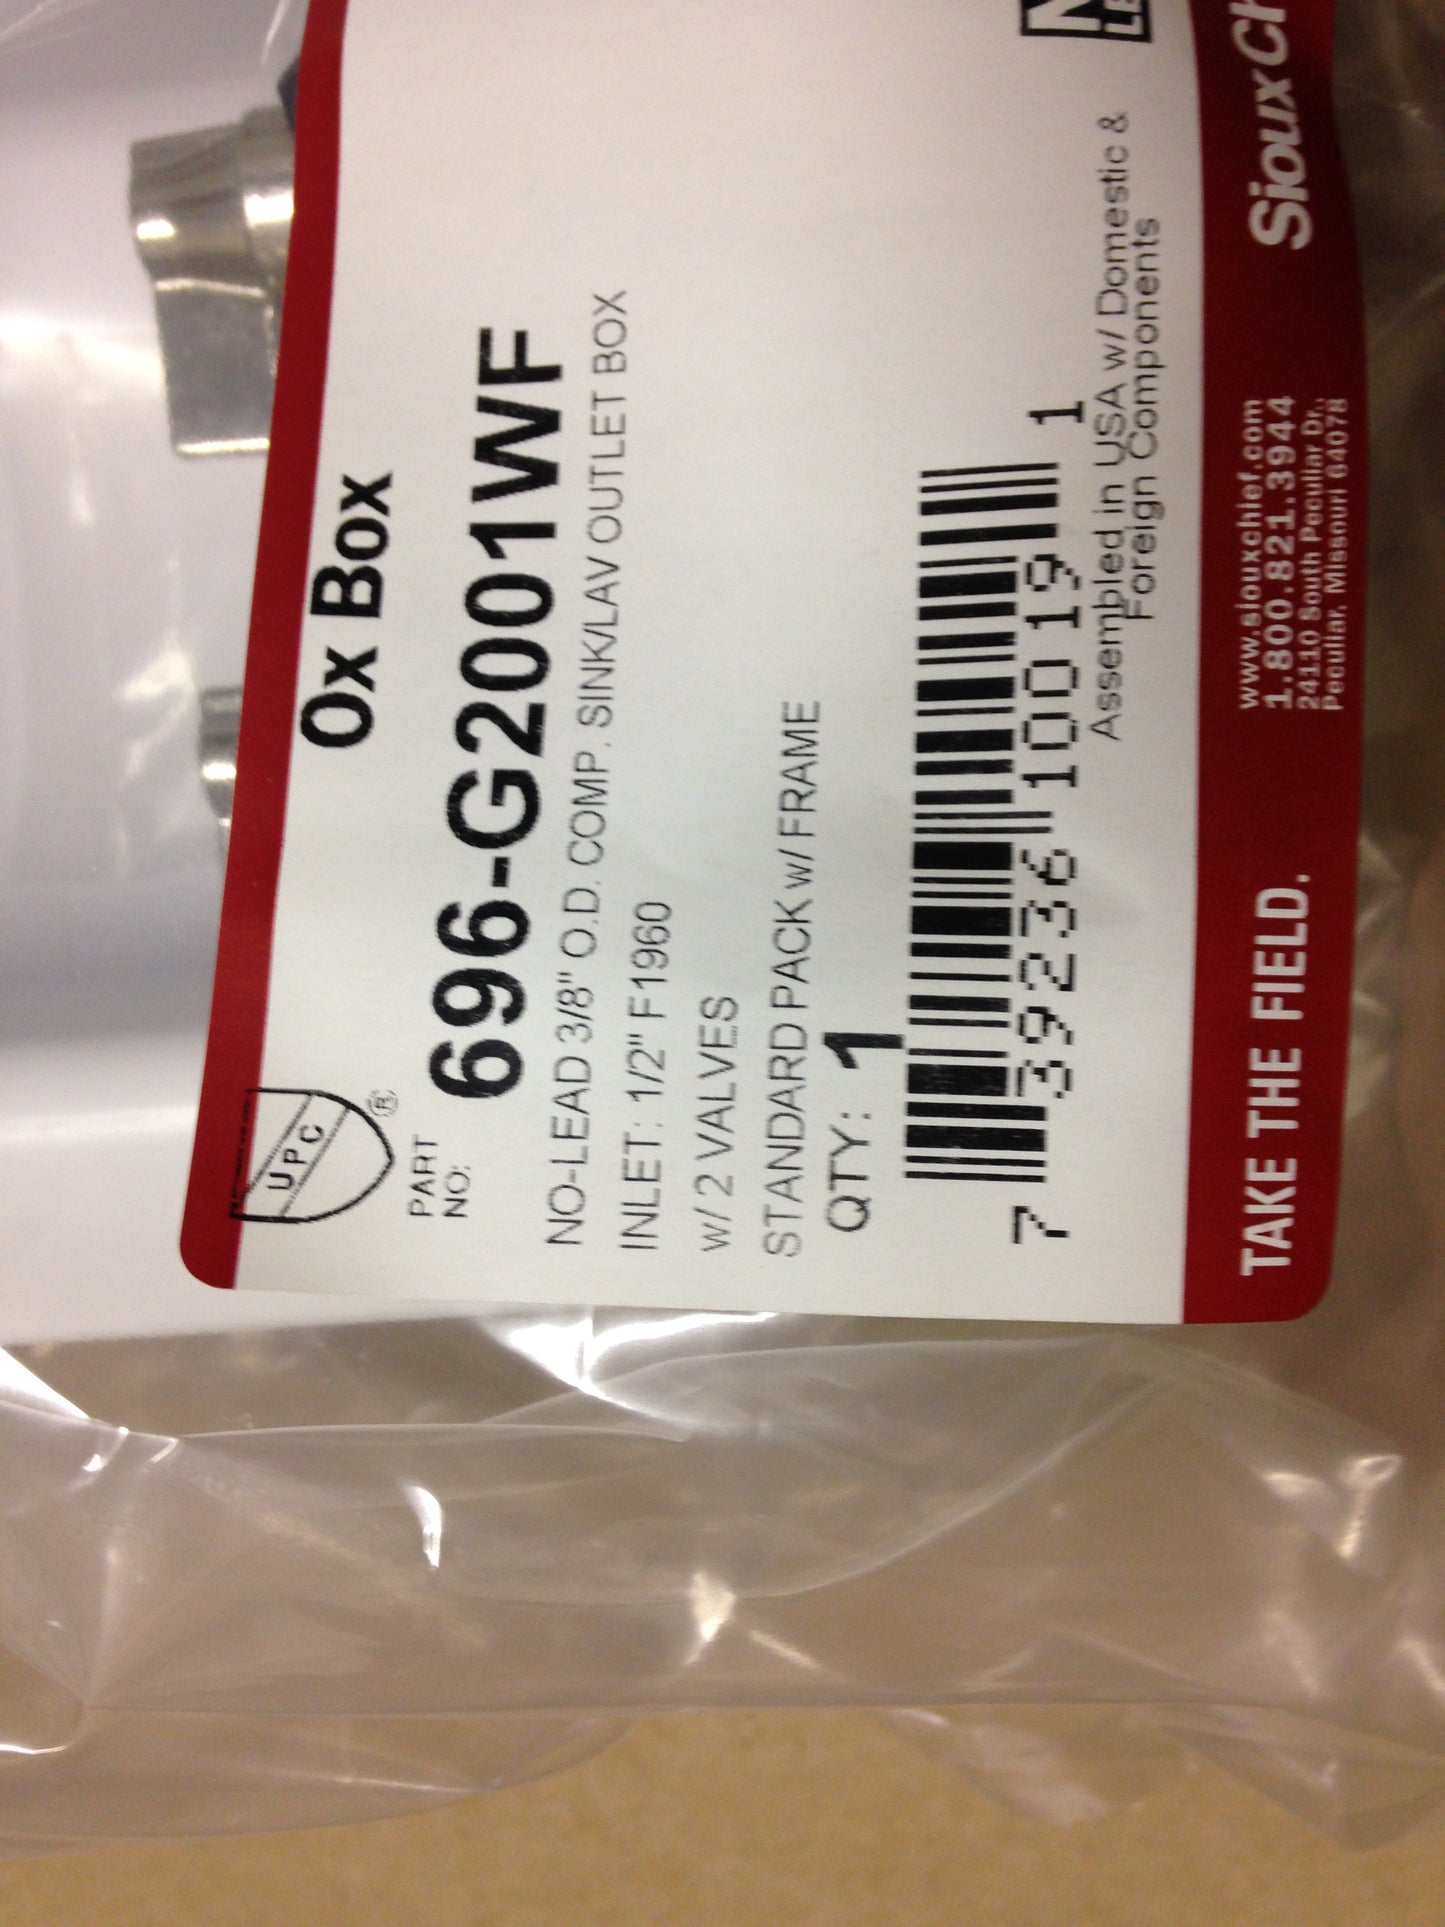 Ox Box
UPC
®
PART
NO:
696-G2001WF
NO-LEAD 3/8" O.D. COMP. SINK/LAV OUTLET BOX
INLET: 1/2" F1960
w/ 2 VALVES
STANDARD PACK w/ FRAME
QTY: 1
7 39236 10019 1
Assembled in USA w/ Domestic &
Foreign Components
TAKE THE FIELD.
www.siouxchief.com
1.800.821.3944
24110 South Peculiar Dr.,
Peculiar, Missouri 64078
Sioux Ch